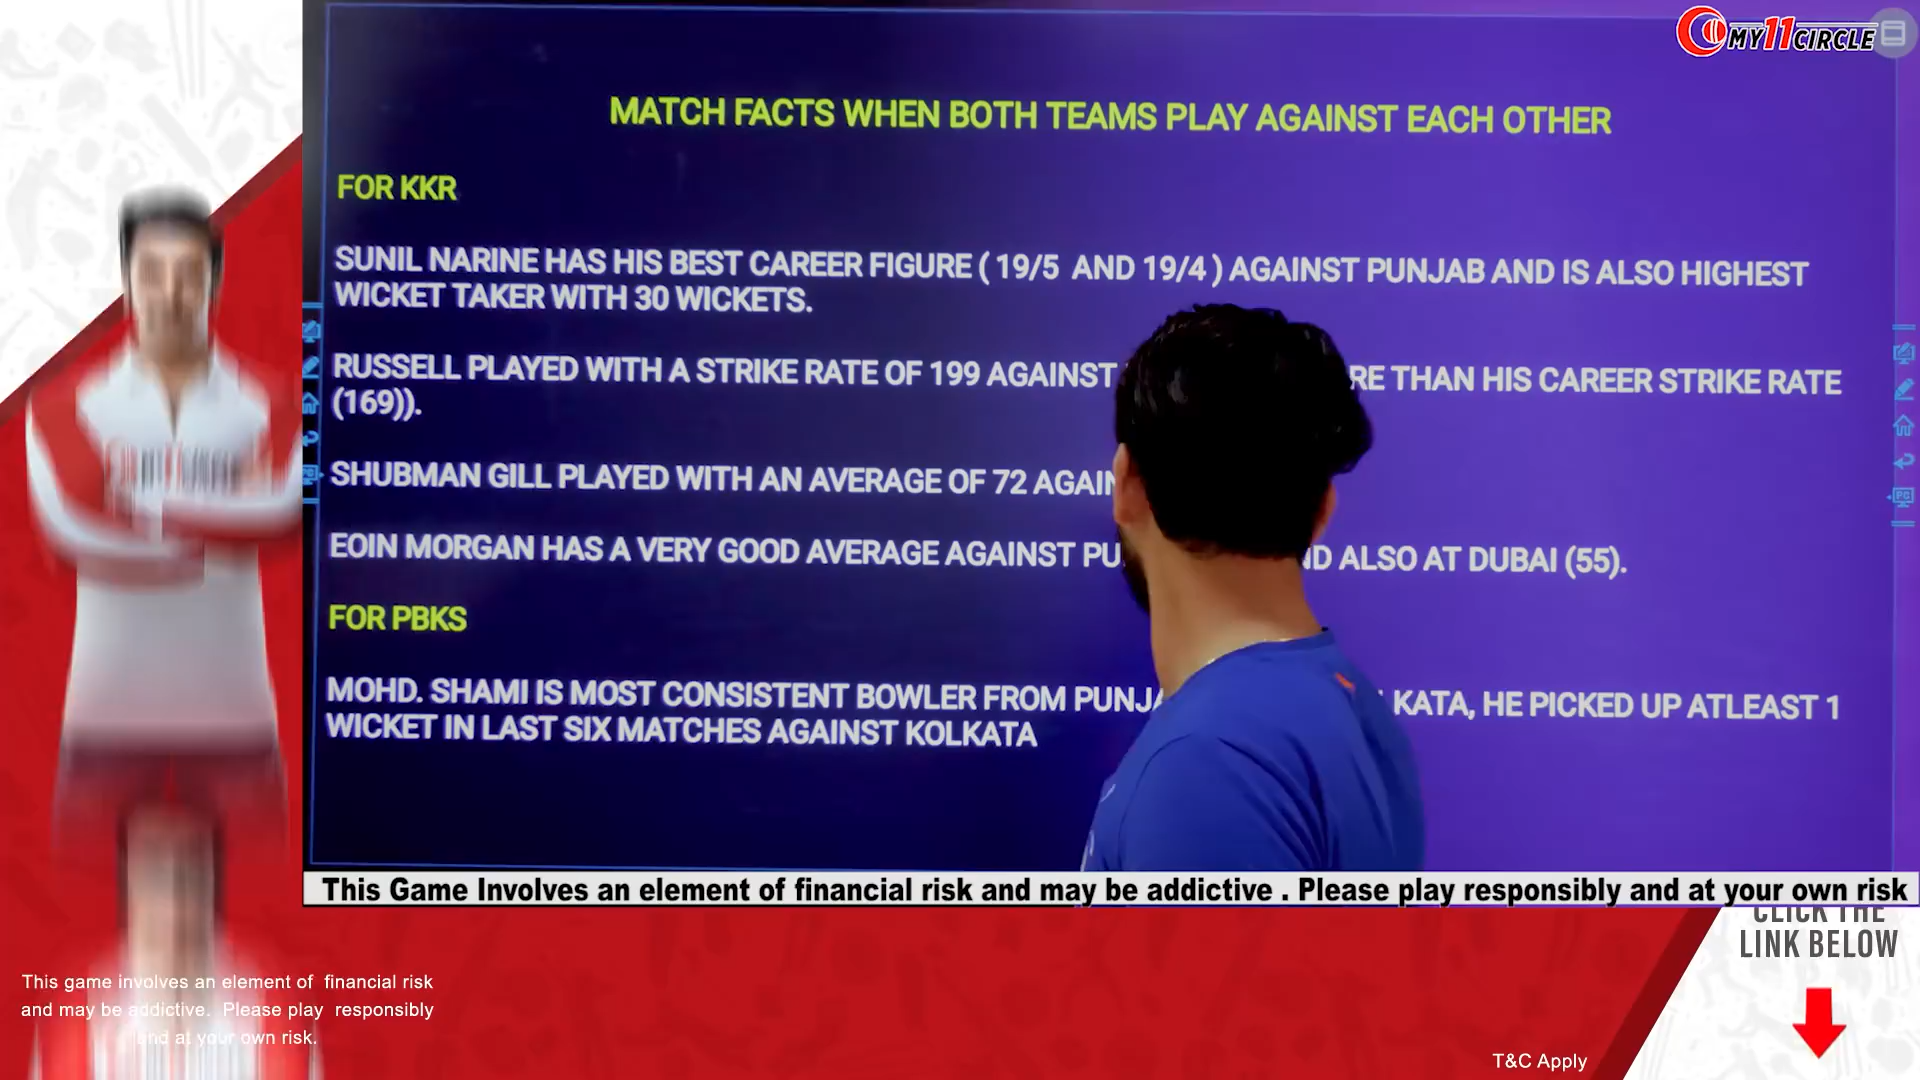 MY11CIRCLE
MATCH FACTS WHEN BOTH TEAMS PLAY AGAINST EACH OTHER
FOR KKR
SUNIL NARINE HAS HIS BEST CAREER FIGURE ( 19/5 AND 19/4 ) AGAINST PUNJAB AND IS ALSO HIGHEST
WICKET TAKER WITH 30 WICKETS.
RUSSELL PLAYED WITH A STRIKE RATE OF 199 AGAINST THAN HIS CAREER STRIKE RATE
(169)).
SHUBMAN GILL PLAYED WITH AN AVERAGE OF 72
EOIN MORGAN HAS A VERY GOOD AVERAGE AGAINST ALSO AT DUBAI (55).
FOR PBKS
MOHD. SHAMI IS MOST CONSISTENT BOWLER FROM HE PICKED UP ATLEAST 1
WICKET IN LAST SIX MATCHES AGAINST KOLKATA
PC
This Game Involves an element of financial risk and may be addictive . Please play responsibly and at your own risk
CLICK THE
LINK BELOW
This game involves an element of financial risk
and may be addictive. Please play responsibly
and at your own risk.
T&C Apply